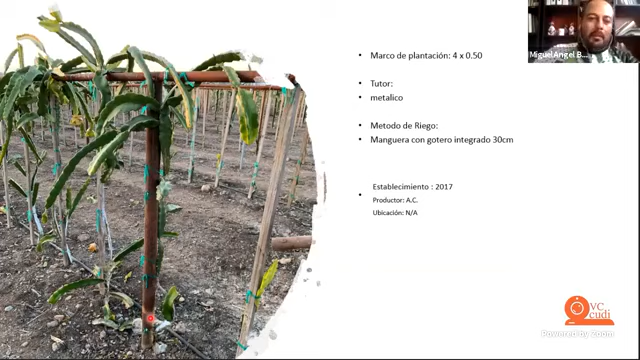 MiguelAngel B...
• Marco de plantación: 4 x 0.50
• Tutor:
• metalico
• Metodo de Riego:
• Manguera con gotero integrado 30cm
Establecimiento : 2017
• Productor: A.C.
Ubicación: N/A
VC
cudi
Powered by Zoom